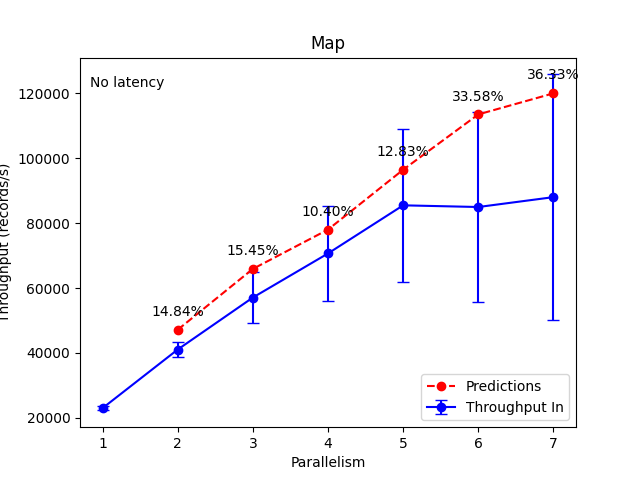 Map
No latency
36.33%
33.58%
12.83%
10.40%
15.45%
14.84%
120000
100000
80000
60000
40000
20000
Throughput (records/s)
1 2 3 4 5 6 7
Parallelism
Predictions
Throughput In